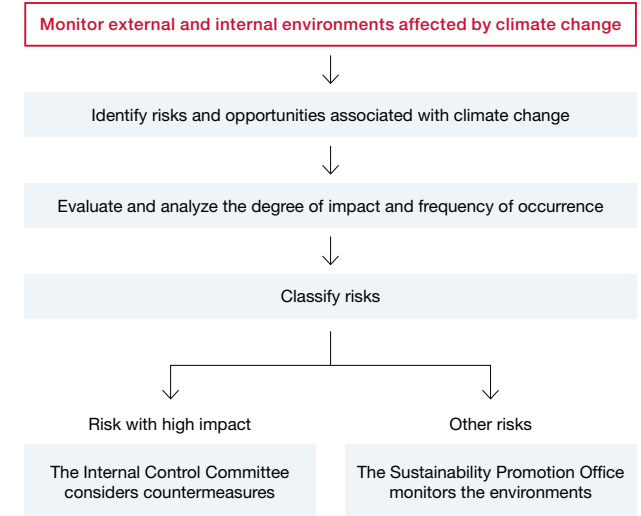 Monitor external and internal environments affected by climate change
Identify risks and opportunities associated with climate change
Evaluate and analyze the degree of impact and frequency of occurrence
Classify risks
Risk with high impact
The Internal Control Committee
considers countermeasures
Other risks
The Sustainability Promotion Office
monitors the environments